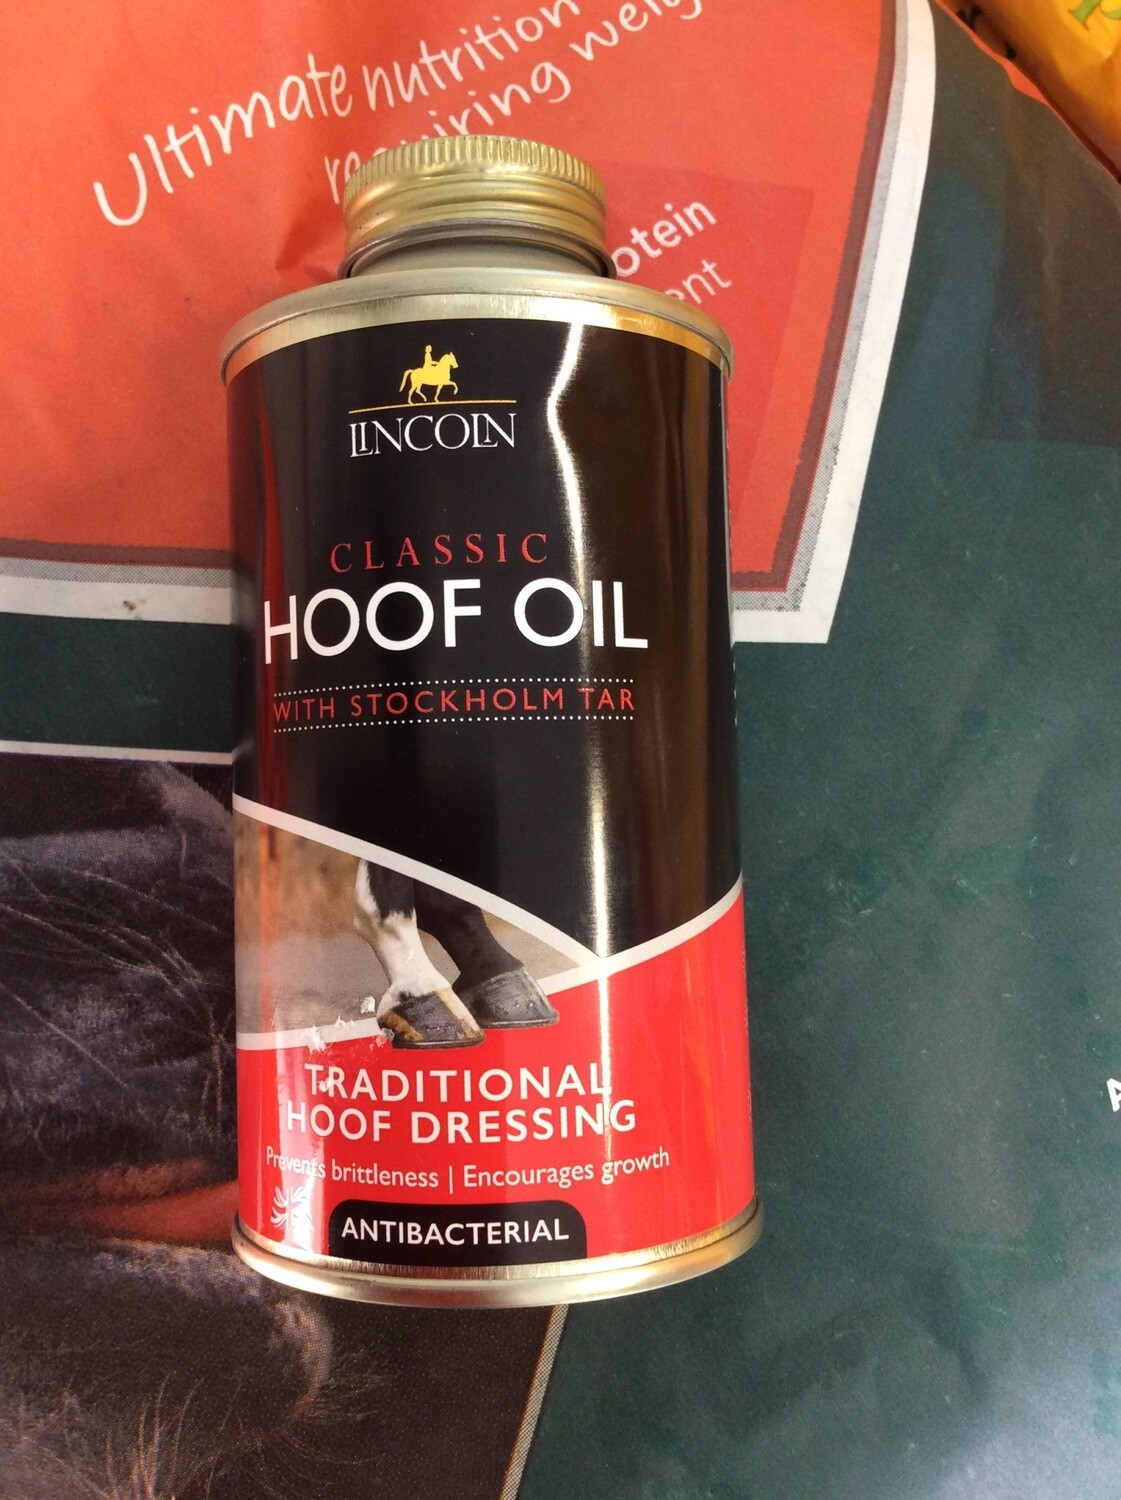 Ultimate nutrition
requiring
otein
ent
LINCOLN
CLASSIC
HOOF OIL
WITH STOCKHOLM TAR
TRADITIONAL
HOOF DRESSING
Prevents brittleness | Encourages growth
ANTIBACTERIAL